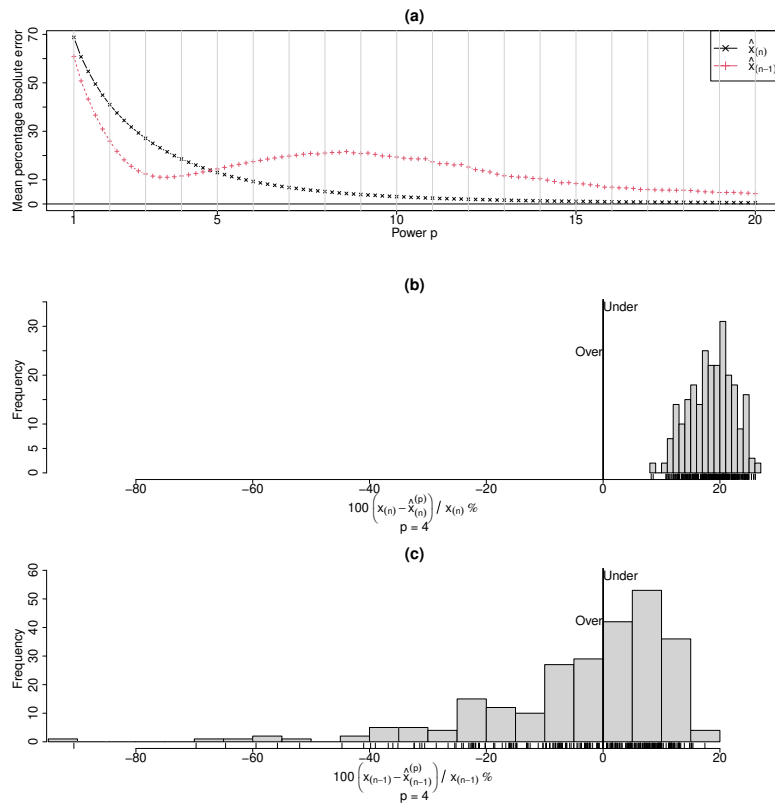 (a)
Mean percentage absolute error
0 10 30 50 70
x̂(n)
x̂(n−1)
1 5 10 15 20
Power p
(b)
Frequency
0 5 10 20 30
Under
Over
−80 −60 −40 −20 0 20
100 (x(n) − x̂(n)^(p)) / x(n) %
p = 4
(c)
Frequency
0 10 20 30 40 50 60
Under
Over
−80 −60 −40 −20 0 20
100 (x(n−1) − x̂(n−1)^(p)) / x(n−1) %
p = 4